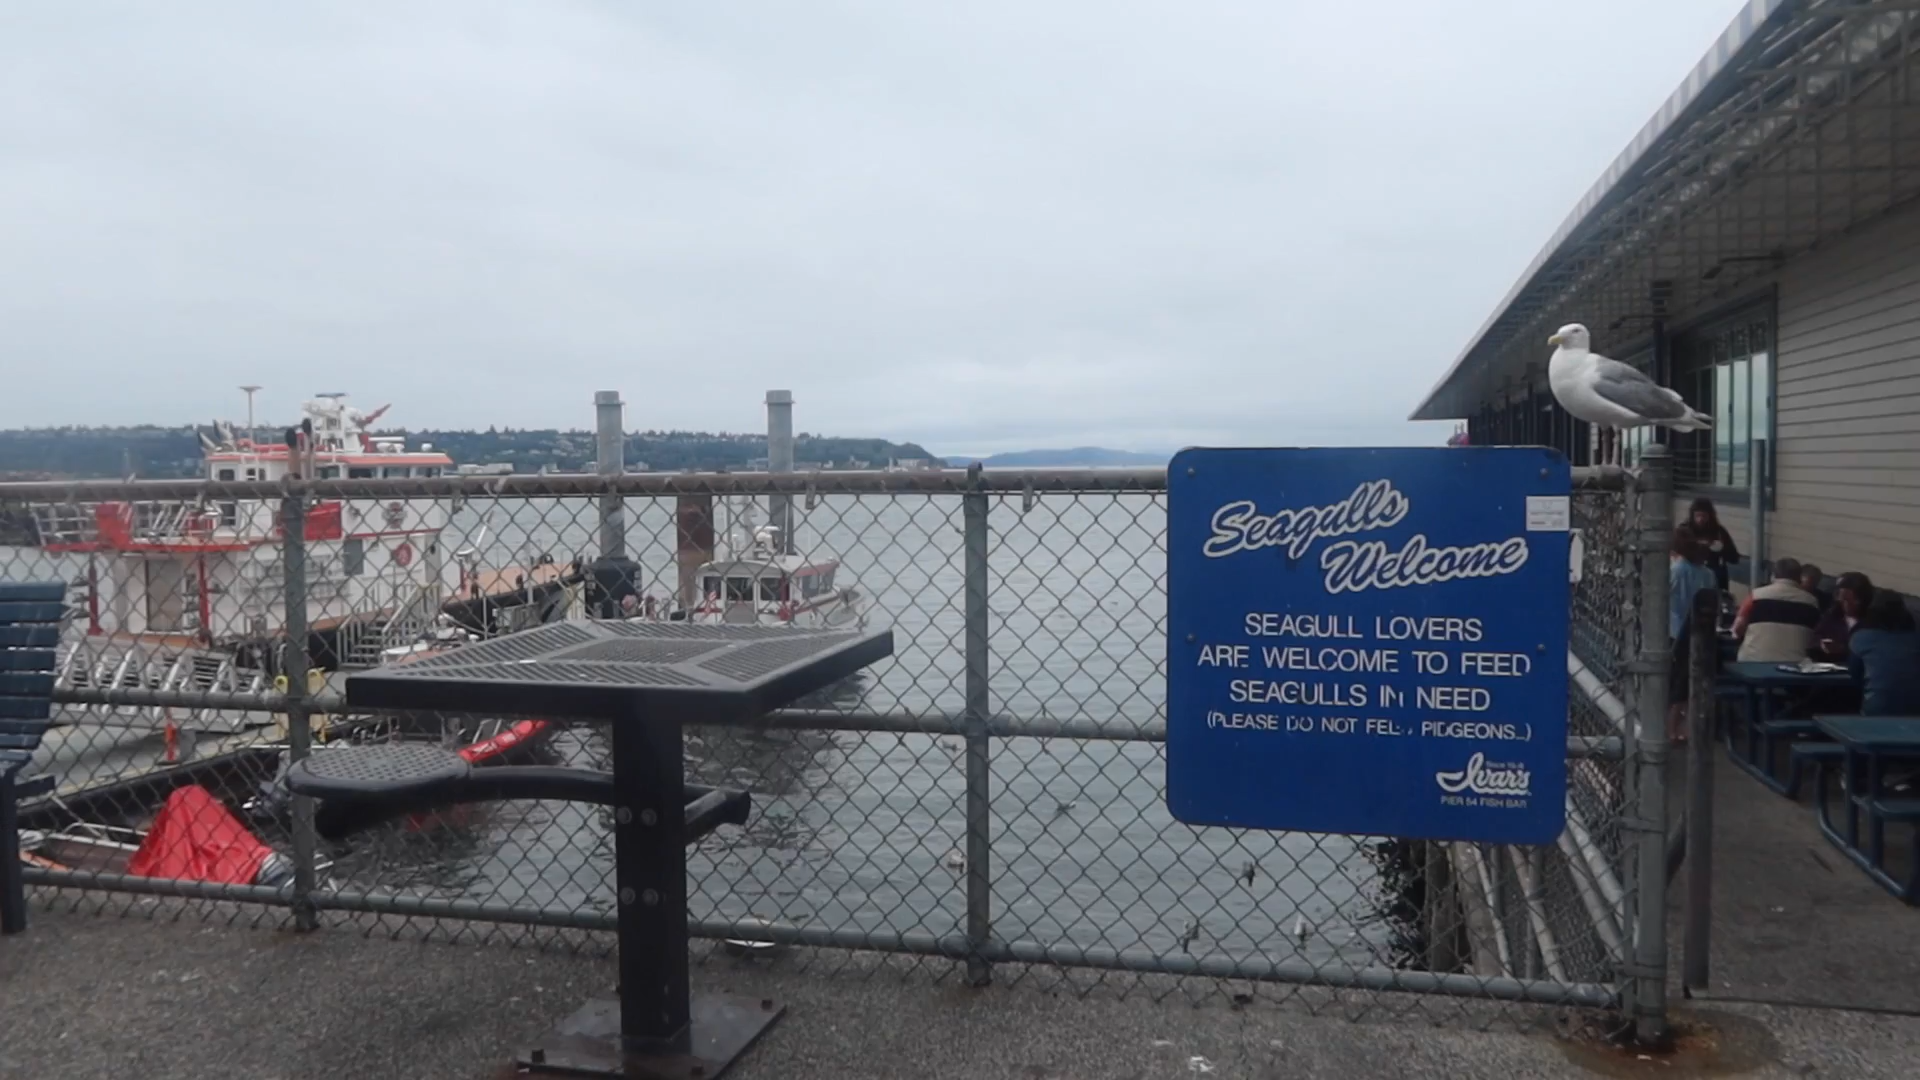 Seagulls
Welcome
SEAGULL LOVERS
ARE WELCOME TO FEED
SEAGULLS IN NEED
(PLEASE DO NOT FEED PIDGEONS...)
Ivar's
PIER 54 FISH BAR